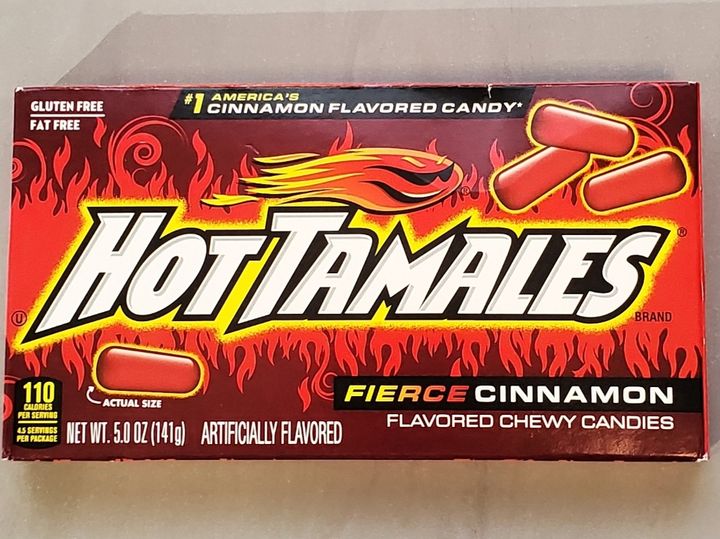 GLUTEN FREE
FAT FREE
#1 AMERICA'S
CINNAMON FLAVORED CANDY*
HOT TAMALES®
BRAND
U
ACTUAL SIZE
110
CALORIES
PER SERVING
4.5 SERVINGS
PER PACKAGE
NET WT. 5.0 OZ (141g) ARTIFICIALLY FLAVORED
FIERCE CINNAMON
FLAVORED CHEWY CANDIES